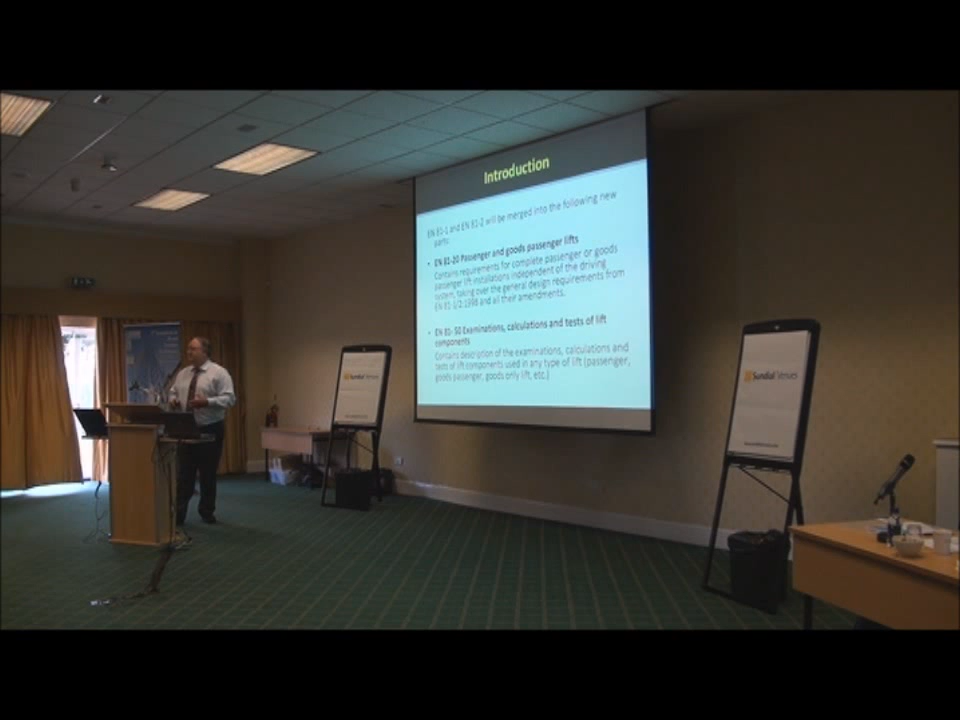 Introduction
EN 81-1 and EN 81-2 will be merged into the following new
parts:
• EN 81-20 Passenger and goods passenger lifts
Contains requirements for complete passenger or goods
passenger lift installations independent of the driving
system, taking over the general design requirements from
EN 81-1/2:1998 and all their amendments.
• EN 81- 50 Examinations, calculations and tests of lift
components
Contains description of the examinations, calculations and
tests of lift components used in any type of lift (passenger,
goods passenger, goods only lift, etc.)
Sundial Venues
Sundial Venues